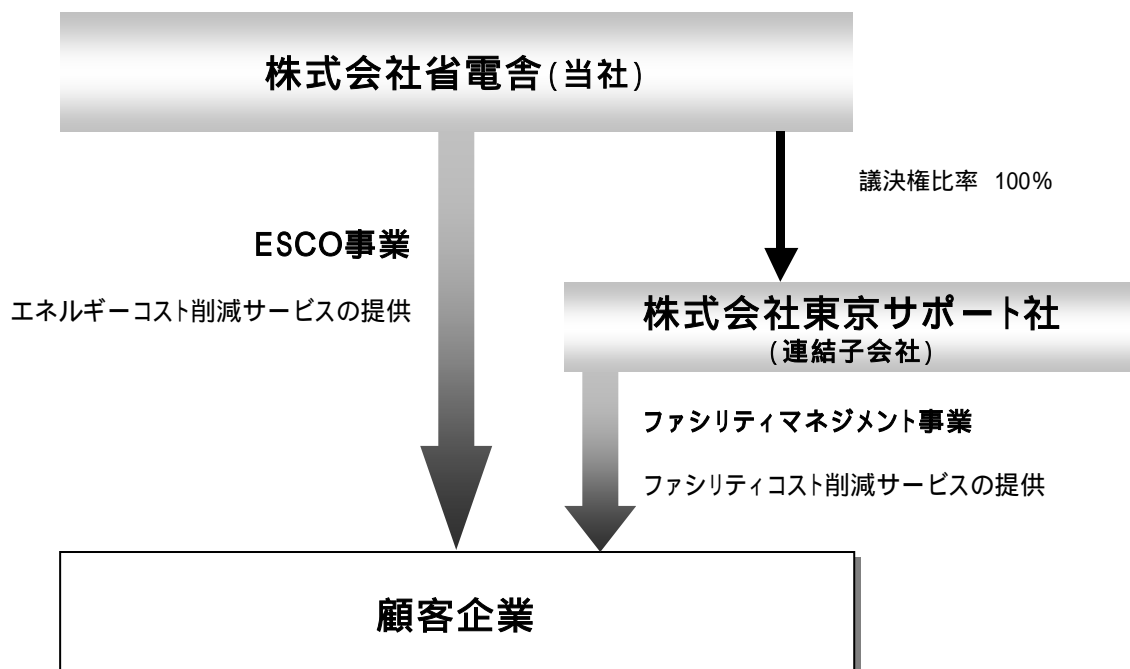 株式会社省電舎(当社)
議決権比率 100%
ESCO事業
エネルギーコスト削減サービスの提供
株式会社東京サポート社
(連結子会社)
ファシリティマネジメント事業
ファシリティコスト削減サービスの提供
顧客企業